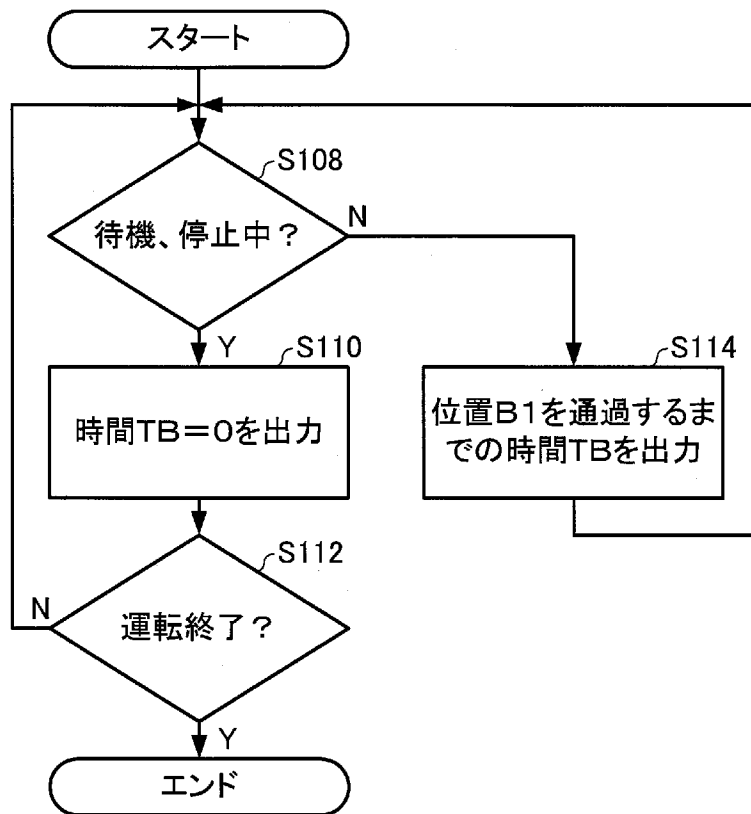 スタート
S108
待機、停止中？
N
Y
S110
時間TB＝0を出力
S114
位置B1を通過するま
での時間TBを出力
S112
運転終了？
N
Y
エンド